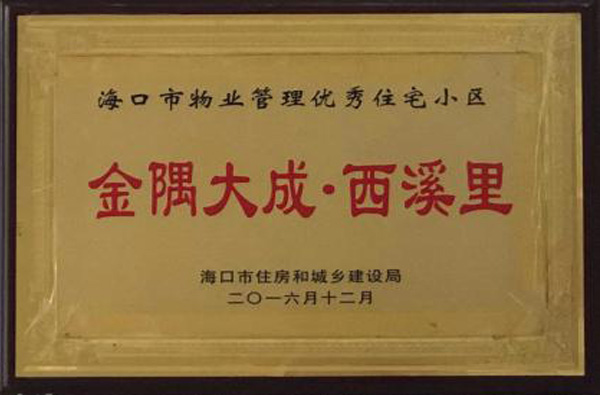 海口市物业管理优秀住宅小区
金隅大成·西溪里
海口市住房和城乡建设局
二〇一六月十二月